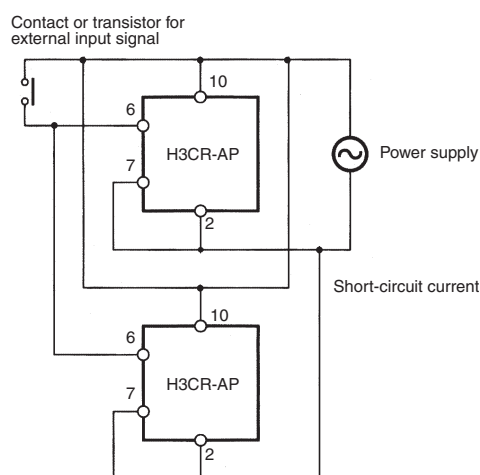 Contact or transistor for
external input signal
10
6
H3CR-AP
7
2
Power supply
Short-circuit current
10
6
H3CR-AP
7
2